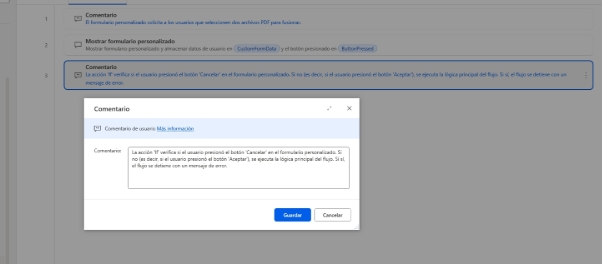 1
Comentario
El formulario personalizado solicita a los usuarios que seleccionen dos archivos PDF para fusionar.
2
Mostrar formulario personalizado
Mostrar formulario personalizado y almacenar datos de usuario en CustomFormData y el botón presionado en ButtonPressed
3
Comentario
La acción 'IF' verifica si el usuario presionó el botón 'Cancelar' en el formulario personalizado. Si no (es decir, si el usuario presionó el botón 'Aceptar'), se ejecuta la lógica principal del flujo. Si sí, el flujo se detiene con un
mensaje de error.
Comentario
Comentario de usuario Más información
Comentario:
La acción 'IF' verifica si el usuario presionó el botón 'Cancelar' en el formulario personalizado. Si
no (es decir, si el usuario presionó el botón 'Aceptar'), se ejecuta la lógica principal del flujo. Si sí,
el flujo se detiene con un mensaje de error.
Guardar Cancelar